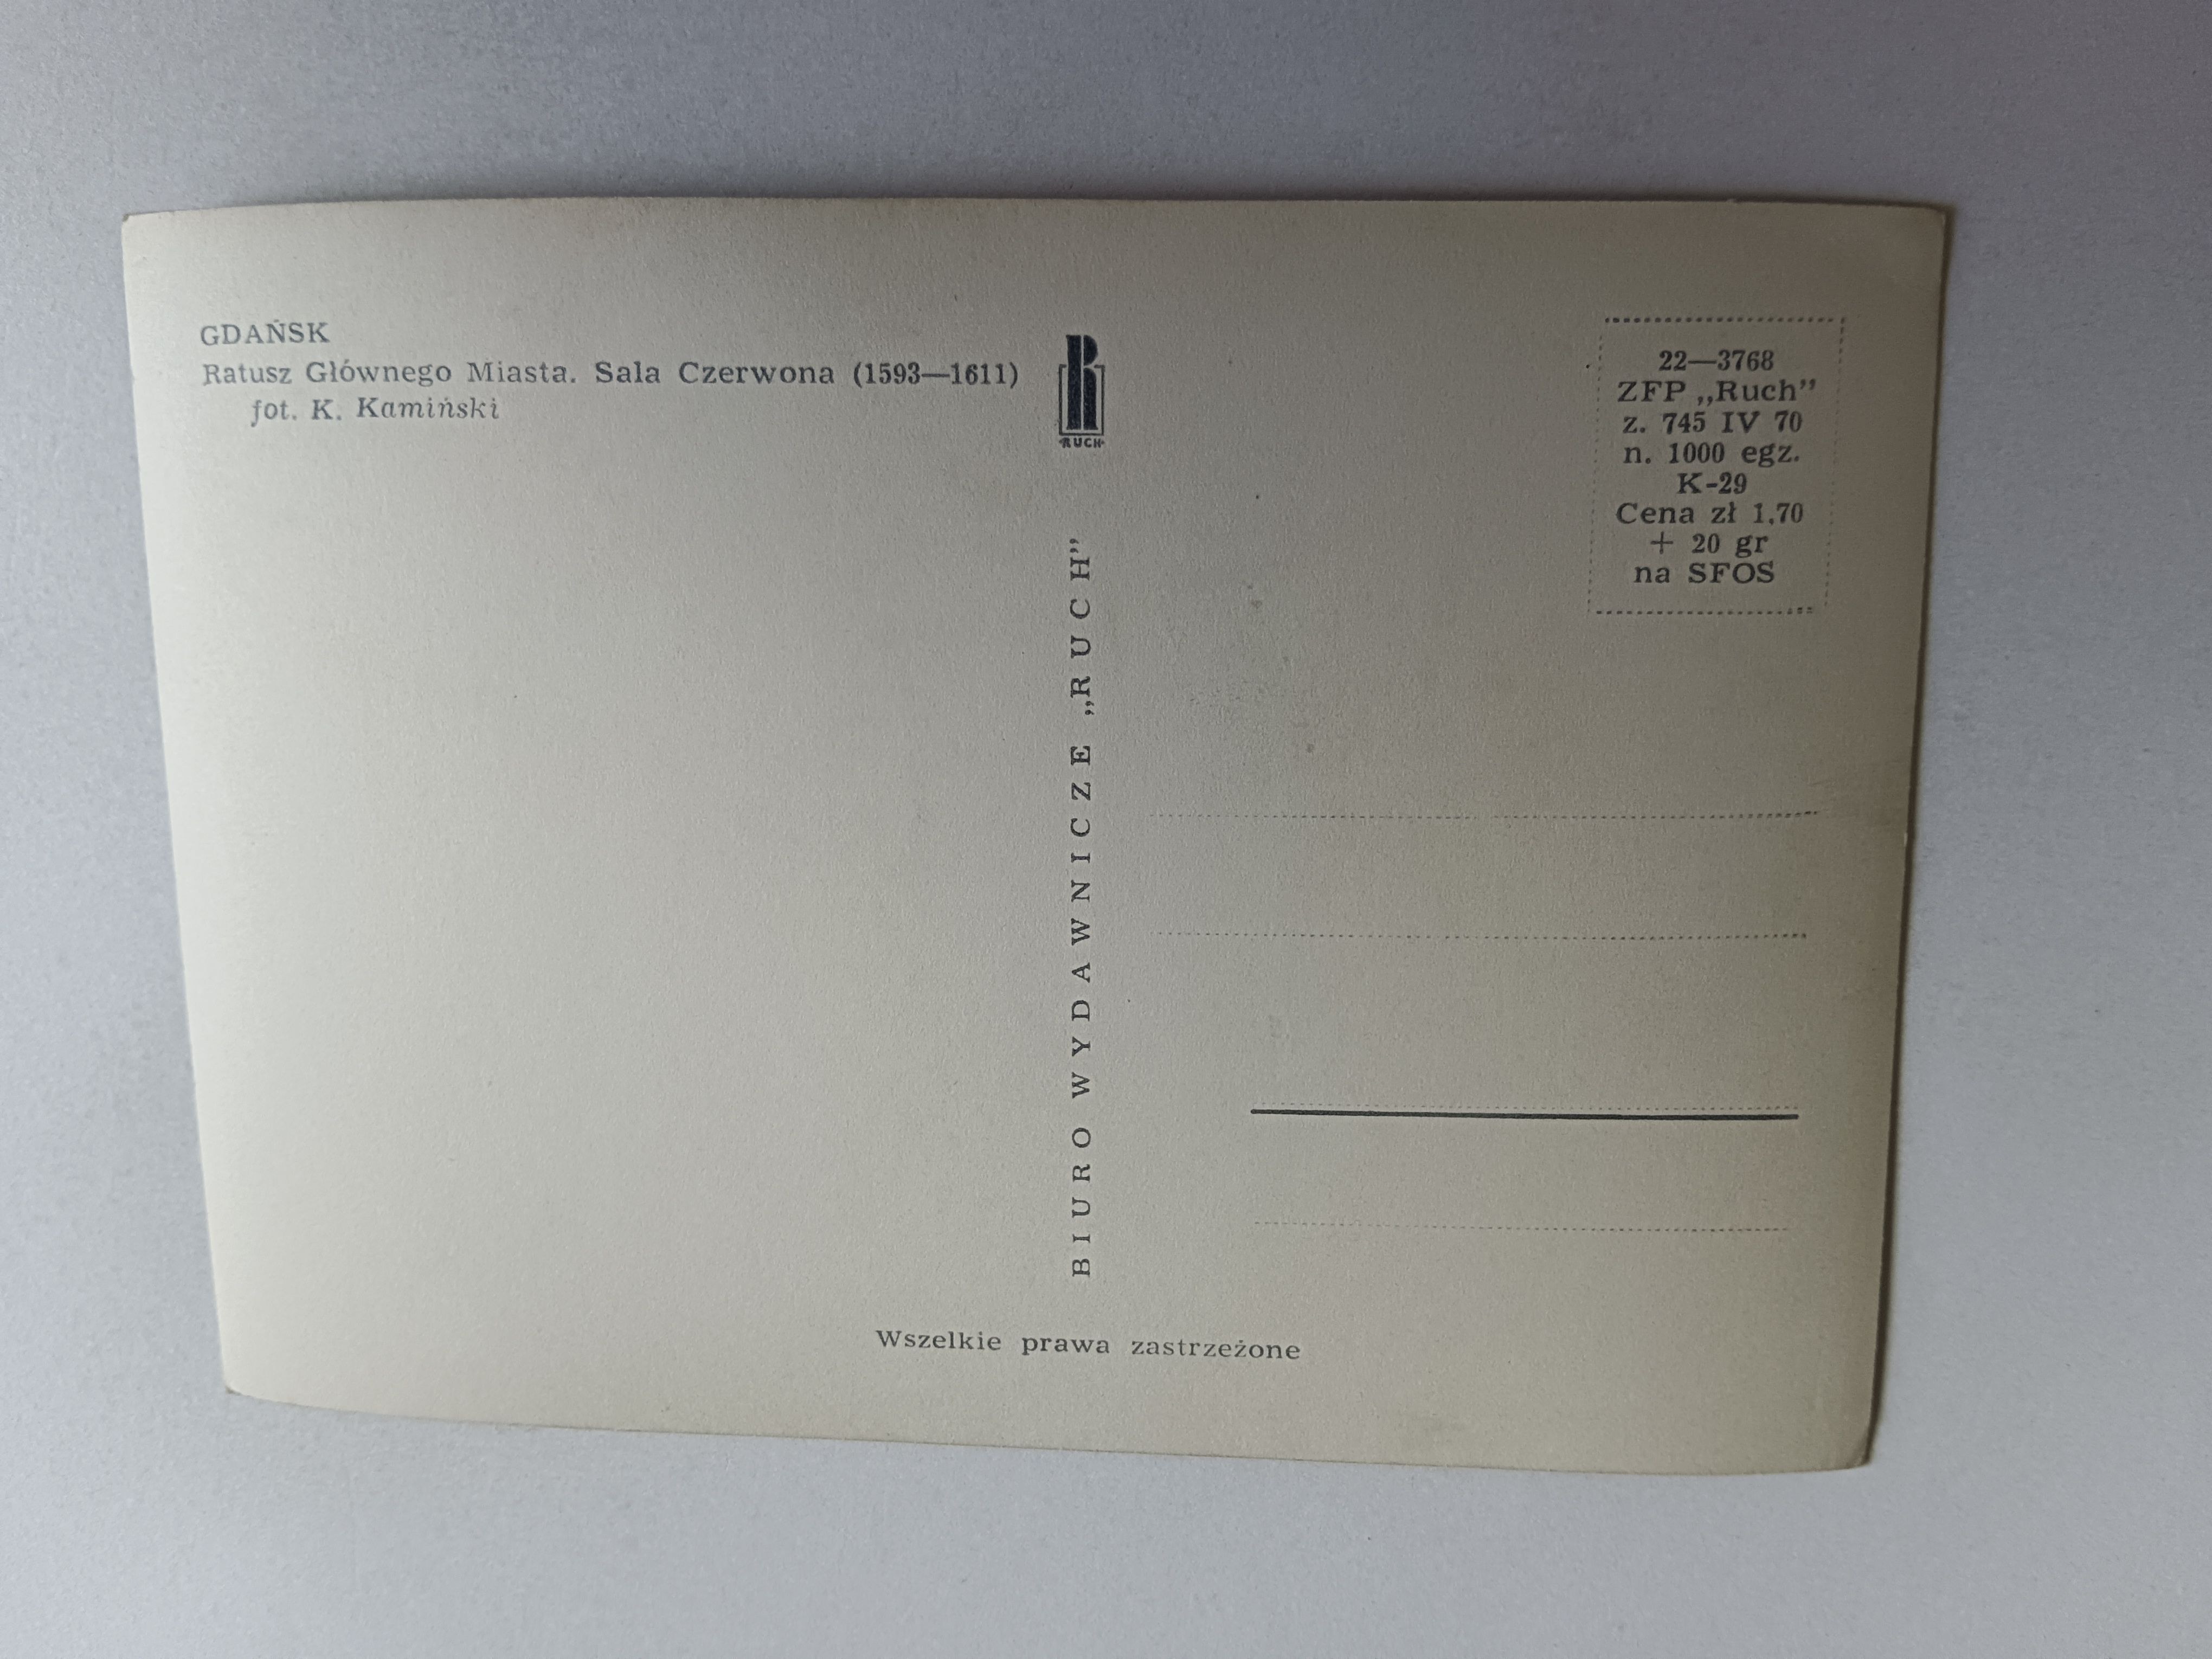 GDAŃSK
Ratusz Głównego Miasta. Sala Czerwona (1593—1611)
fot. K. Kamiński
RUCH
BIURO WYDAWNICZE „RUCH”
22—3768
ZFP „Ruch”
z. 745 IV 70
n. 1000 egz.
K-29
Cena zł 1,70
+ 20 gr
na SFOS
Wszelkie prawa zastrzeżone